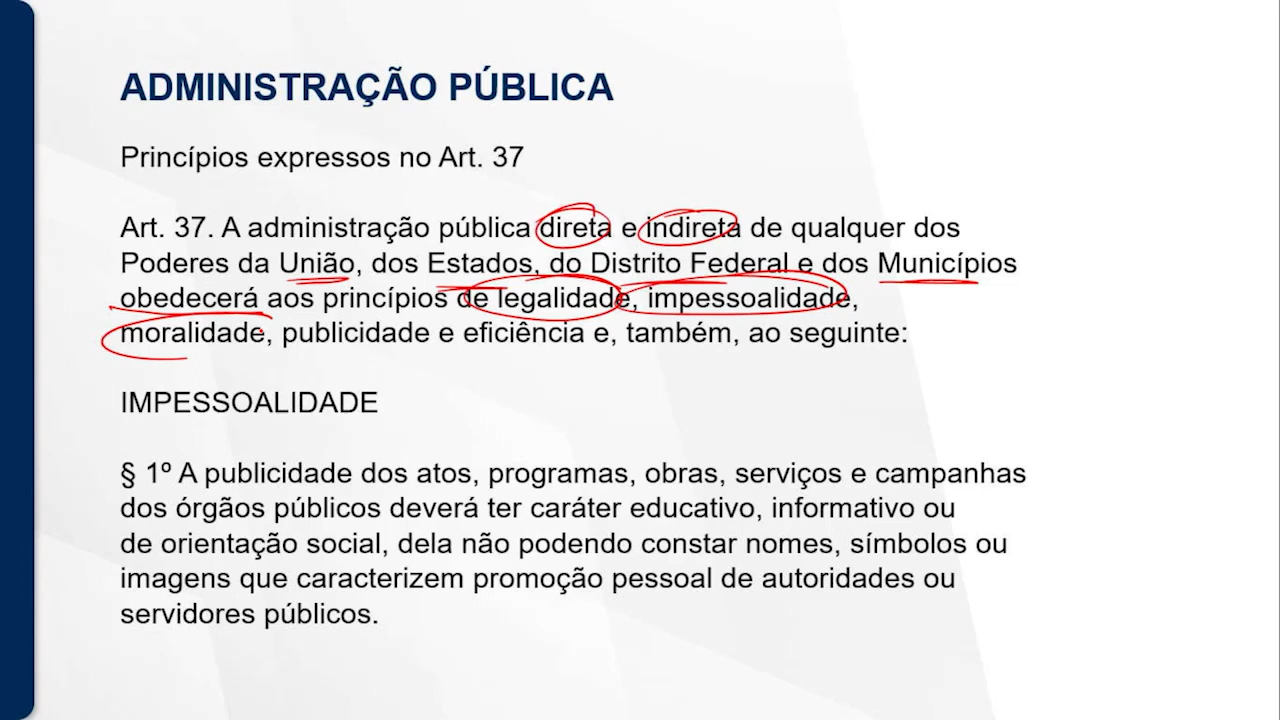 ADMINISTRAÇÃO PÚBLICA
Princípios expressos no Art. 37
Art. 37. A administração pública direta e indireta de qualquer dos
Poderes da União, dos Estados, do Distrito Federal e dos Municípios
obedecerá aos princípios de legalidade, impessoalidade,
moralidade, publicidade e eficiência e, também, ao seguinte:
IMPESSOALIDADE
§ 1º A publicidade dos atos, programas, obras, serviços e campanhas
dos órgãos públicos deverá ter caráter educativo, informativo ou
de orientação social, dela não podendo constar nomes, símbolos ou
imagens que caracterizem promoção pessoal de autoridades ou
servidores públicos.